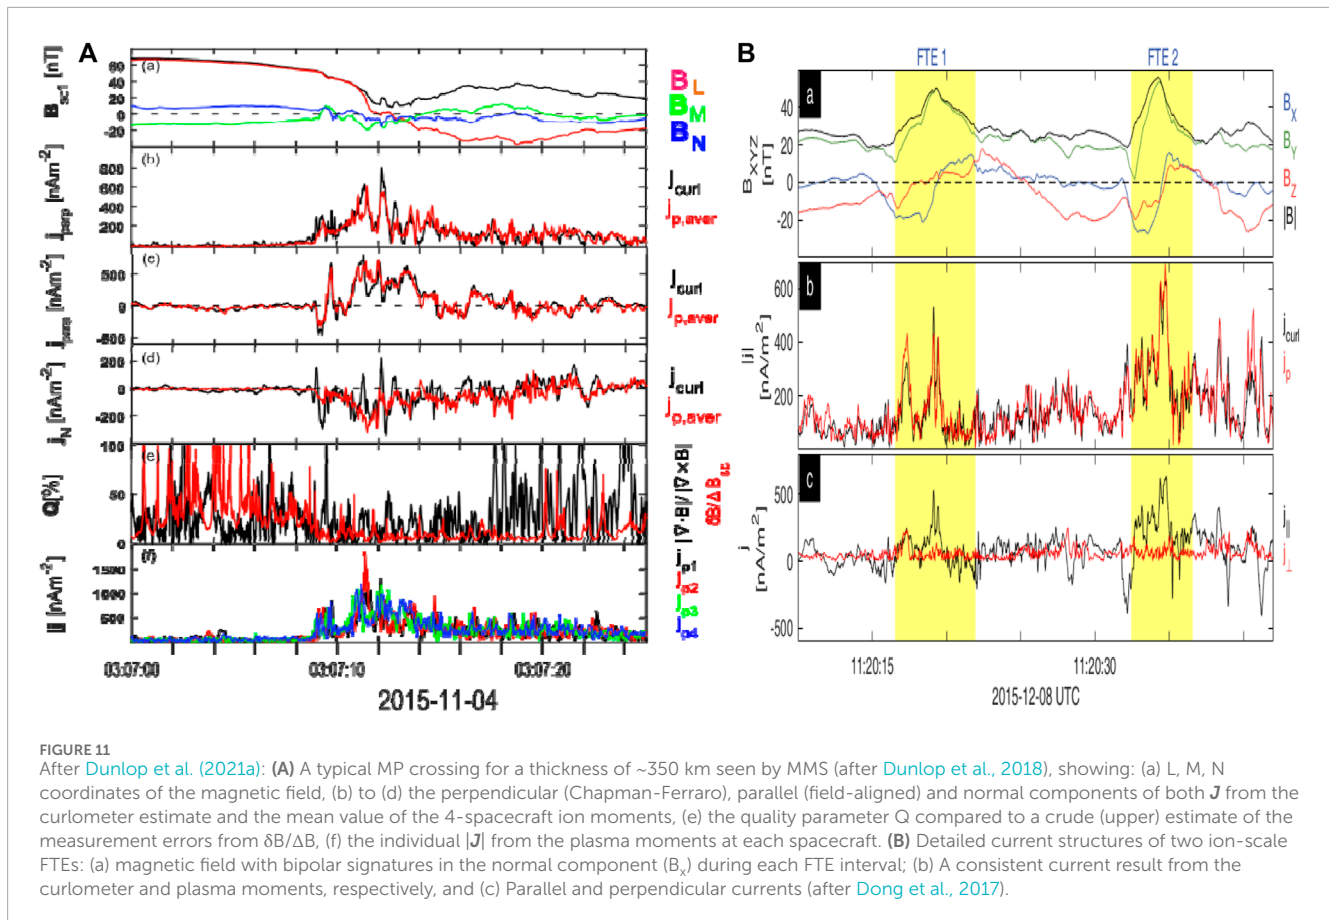 A
(a)
B_sc1 [nT]
60
40
20
0
-20
B_L
B_M
B_N
(b)
j_perp [nAm⁻²]
800
600
400
200
0
j_curl
j_p,aver
(c)
500
0
-500
j_curl
j_p,aver
(d)
j_N [nAm⁻²]
200
0
-200
j_curl
j_p,aver
(e)
Q[%]
100
50
0
|∇·B|/|∇×B|
δB/ΔB
(f)
|j| [nAm⁻²]
1500
1000
500
0
j_p1
j_p2
j_p3
j_p4
03:07:00 03:07:10 03:07:20
2015-11-04
B
FTE 1 FTE 2
a
B_XYZ
[nT]
40
20
0
-20
B_X
B_Y
B_Z
|B|
b
|j|
[nA/m²]
600
400
200
j_curl
j_p
c
j
[nA/m²]
500
0
-500
j_||
j_⊥
11:20:15 11:20:30
2015-12-08 UTC
FIGURE 11
After Dunlop et al. (2021a): (A) A typical MP crossing for a thickness of ~350 km seen by MMS (after Dunlop et al., 2018), showing: (a) L, M, N
coordinates of the magnetic field, (b) to (d) the perpendicular (Chapman-Ferraro), parallel (field-aligned) and normal components of both J from the
curlometer estimate and the mean value of the 4-spacecraft ion moments, (e) the quality parameter Q compared to a crude (upper) estimate of the
measurement errors from δB/ΔB, (f) the individual |J| from the plasma moments at each spacecraft. (B) Detailed current structures of two ion-scale
FTEs: (a) magnetic field with bipolar signatures in the normal component (Bₓ) during each FTE interval; (b) A consistent current result from the
curlometer and plasma moments, respectively, and (c) Parallel and perpendicular currents (after Dong et al., 2017).